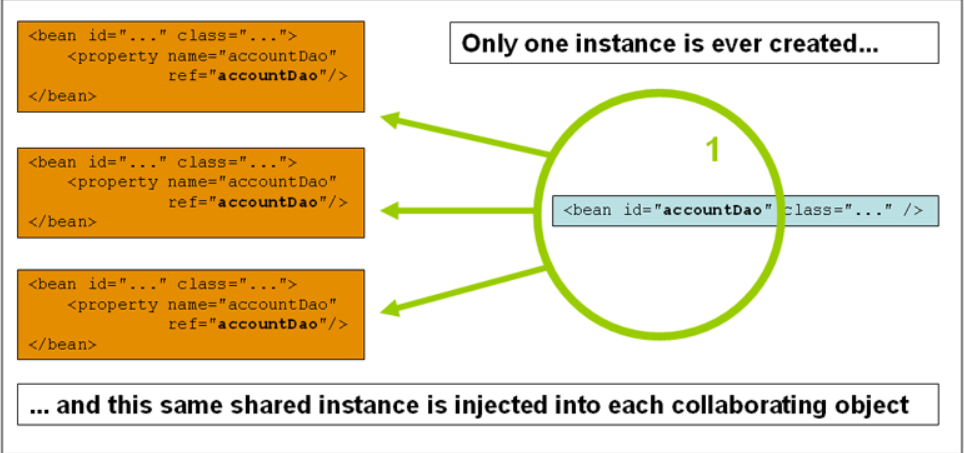 <bean id="..." class="...">
    <property name="accountDao"
              ref="accountDao"/>
</bean>
Only one instance is ever created...
1
<bean id="..." class="...">
    <property name="accountDao"
              ref="accountDao"/>
</bean>
<bean id="accountDao" class="..." />
<bean id="..." class="...">
    <property name="accountDao"
              ref="accountDao"/>
</bean>
... and this same shared instance is injected into each collaborating object